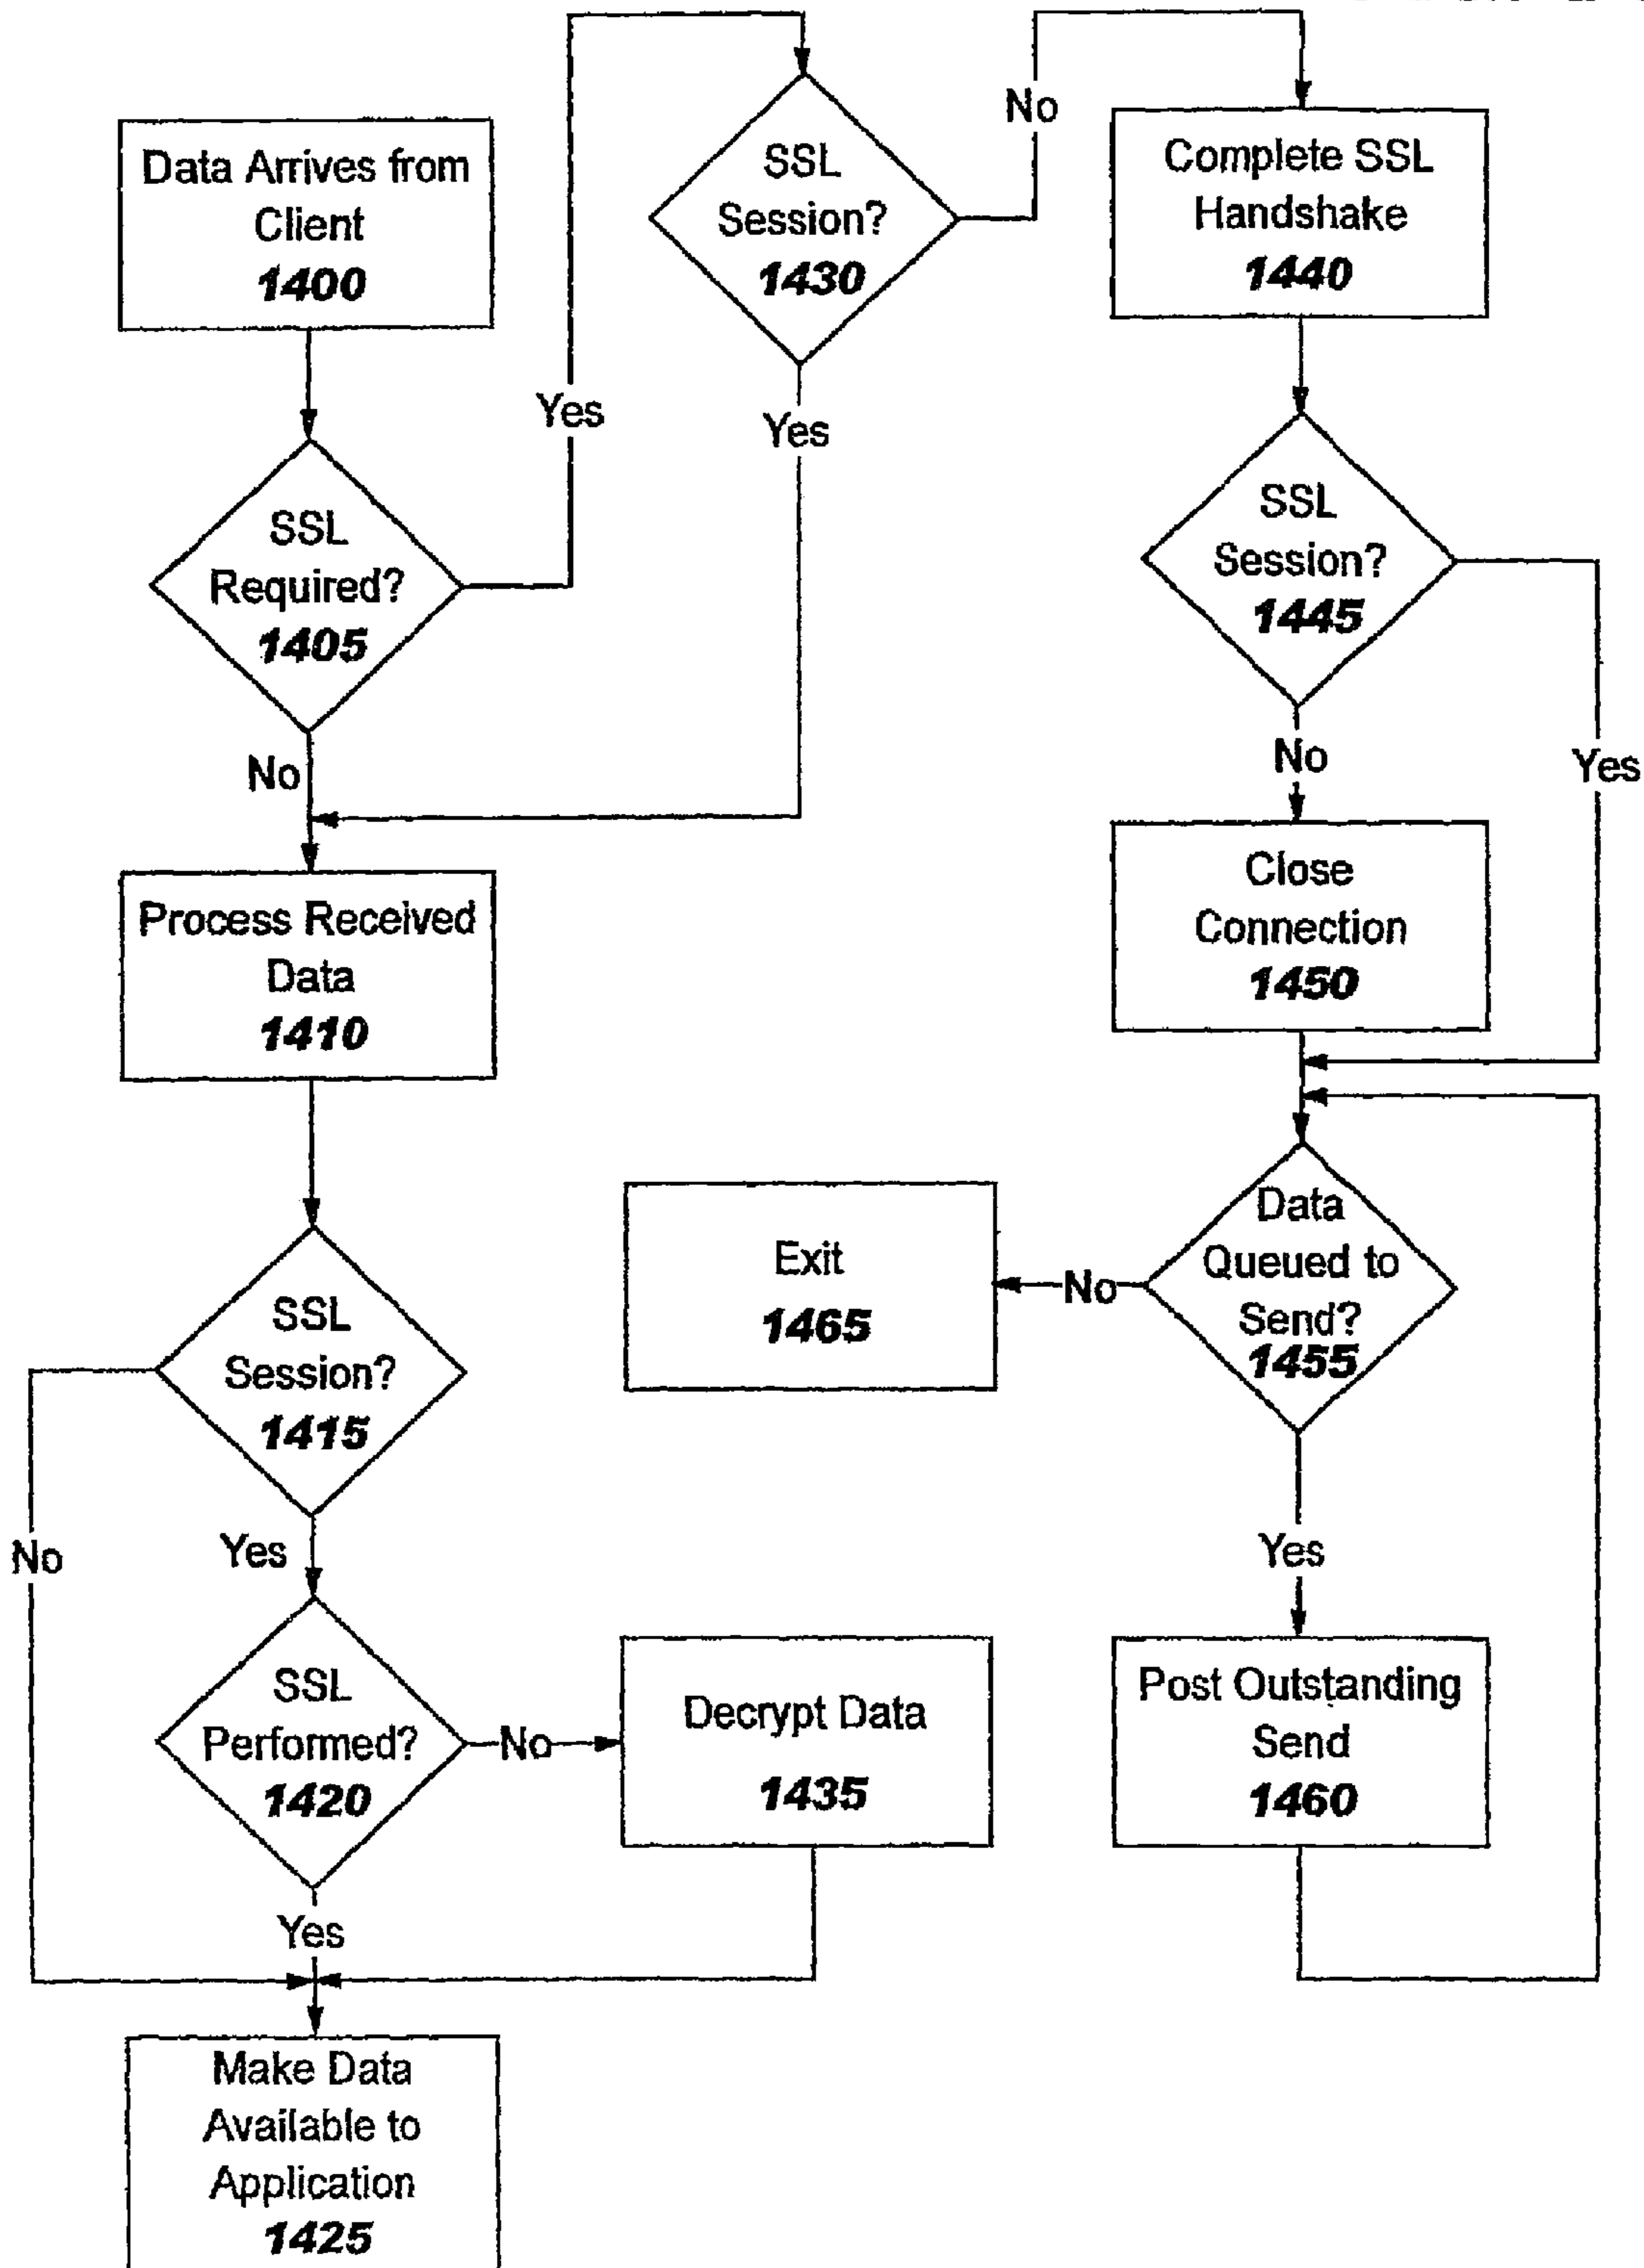 Data Arrives from
Client
1400
Yes
SSL
Required?
1405
No
Process Received
Data
1410
SSL
Session?
1415
No
Yes
SSL
Performed?
1420
No
Yes
Make Data
Available to
Application
1425
SSL
Session?
1430
No
Yes
Decrypt Data
1435
Complete SSL
Handshake
1440
SSL
Session?
1445
No
Yes
Close
Connection
1450
Data
Queued to
Send?
1455
No
Exit
1465
Yes
Post Outstanding
Send
1460